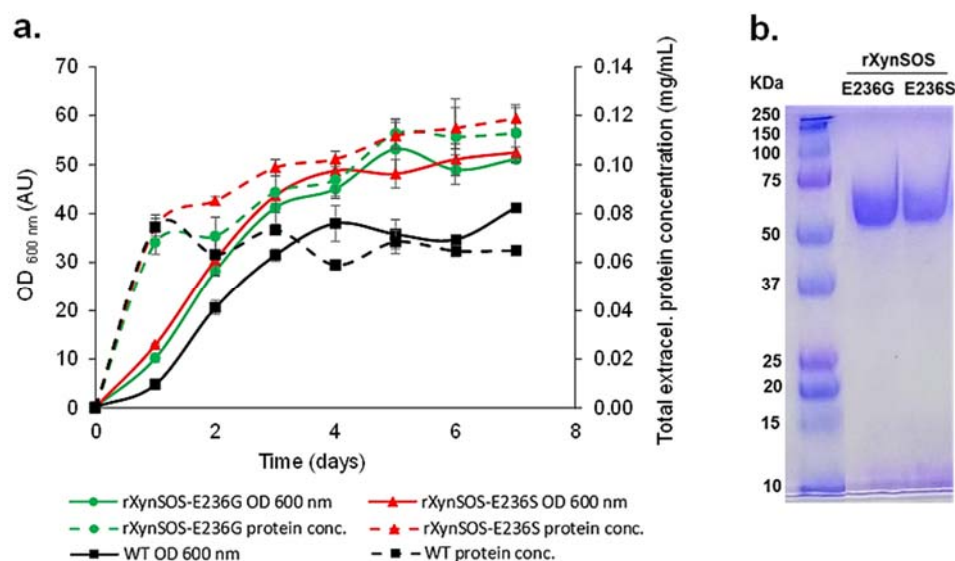 a.
OD 600 nm (AU)
70
60
50
40
30
20
10
0
0.14
0.12
0.10
0.08
0.06
0.04
0.02
0.00
Total extracel. protein concentration (mg/mL)
0 2 4 6 8
Time (days)
rXynSOS-E236G OD 600 nm rXynSOS-E236S OD 600 nm
rXynSOS-E236G protein conc. rXynSOS-E236S protein conc.
WT OD 600 nm WT protein conc.
b.
rXynSOS
KDa E236G E236S
250
150
100
75
50
37
25
20
15
10